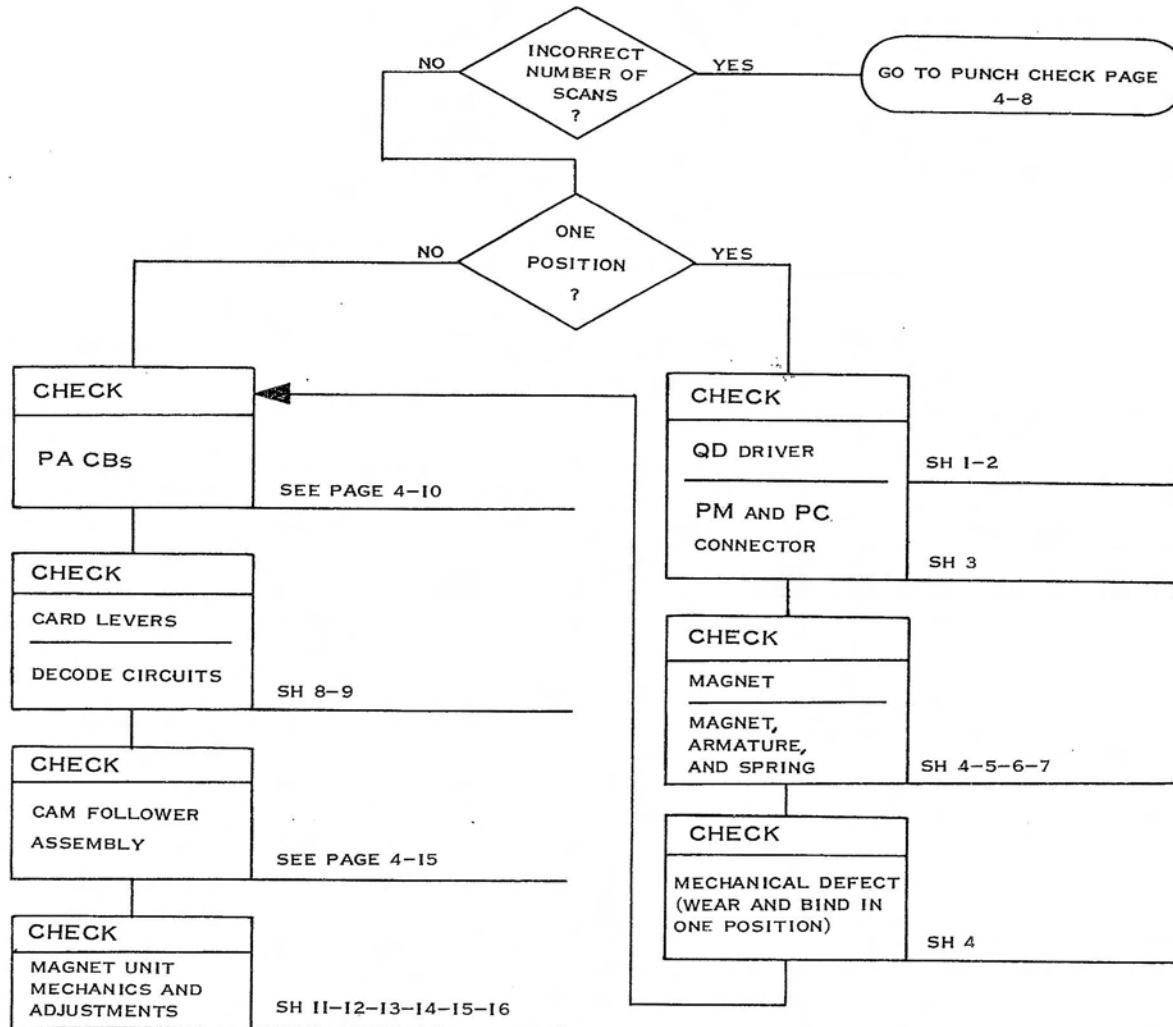 INCORRECT
NUMBER OF
SCANS
?
NO
YES
GO TO PUNCH CHECK PAGE
4-8
ONE
POSITION
?
NO
YES
CHECK
PA CBs
SEE PAGE 4-10
CHECK
CARD LEVERS
DECODE CIRCUITS
SH 8-9
CHECK
CAM FOLLOWER
ASSEMBLY
SEE PAGE 4-15
CHECK
MAGNET UNIT
MECHANICS AND
ADJUSTMENTS
SH 11-12-13-14-15-16
CHECK
QD DRIVER
SH 1-2
PM AND PC
CONNECTOR
SH 3
CHECK
MAGNET
MAGNET,
ARMATURE,
AND SPRING
SH 4-5-6-7
CHECK
MECHANICAL DEFECT
(WEAR AND BIND IN
ONE POSITION)
SH 4